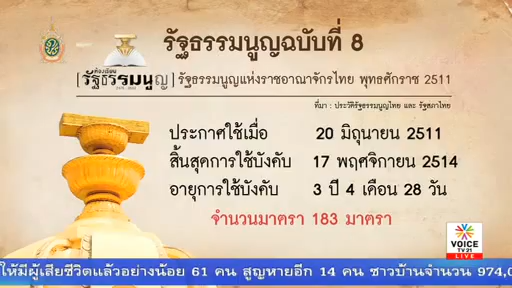 รัฐธรรมนูญฉบับที่ 8
ห้องเรียน
รัฐธรรมนูญ
รัฐธรรมนูญแห่งราชอาณาจักรไทย พุทธศักราช 2511
ที่มา : ประวัติรัฐธรรมนูญไทย และ รัฐสภาไทย
ประกาศใช้เมื่อ 20 มิถุนายน 2511
สิ้นสุดการใช้บังคับ 17 พฤศจิกายน 2514
อายุการใช้บังคับ 3 ปี 4 เดือน 28 วัน
จำนวนมาตรา 183 มาตรา
VOICE
TV21
LIVE
ให้มีผู้เสียชีวิตแล้วอย่างน้อย 61 คน สูญหายอีก 14 คน ชาวบ้านจำนวน 974,0